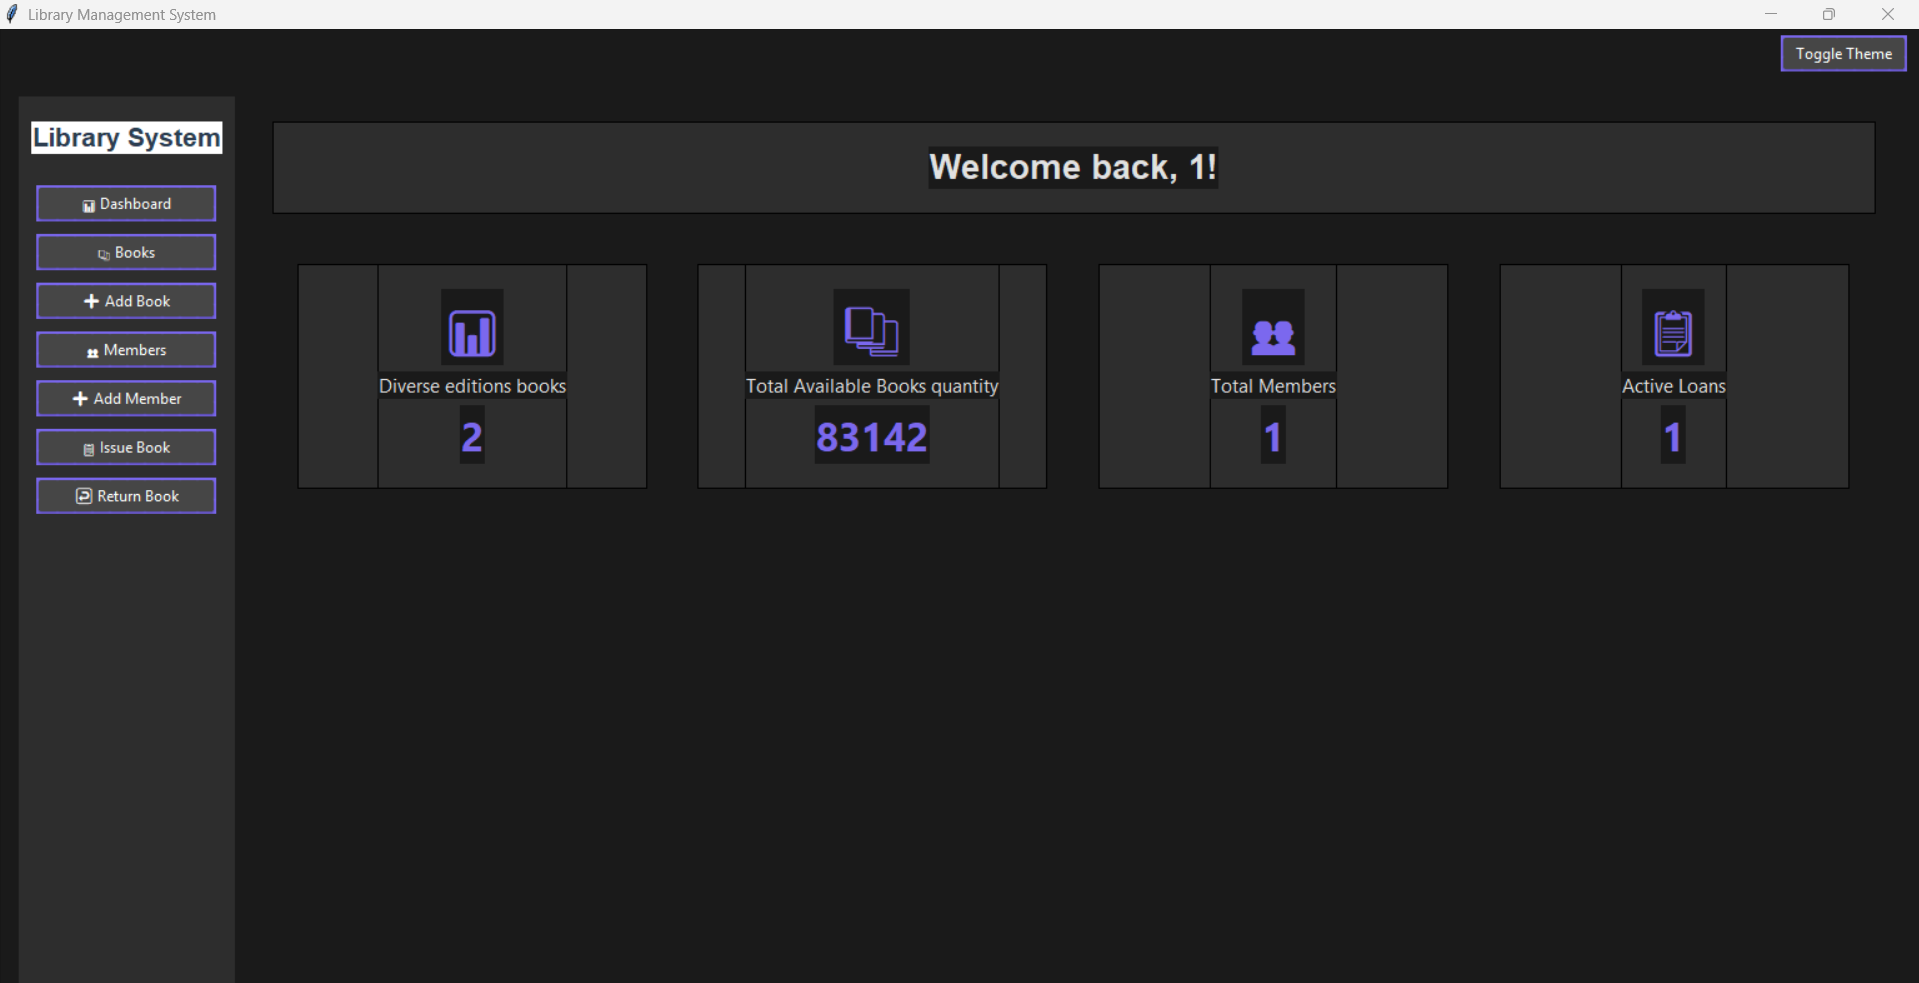 Library Management System
Toggle Theme
Library System
Dashboard
Books
Add Book
Members
Add Member
Issue Book
Return Book
Welcome back, 1!
Diverse editions books
2
Total Available Books quantity
83142
Total Members
1
Active Loans
1